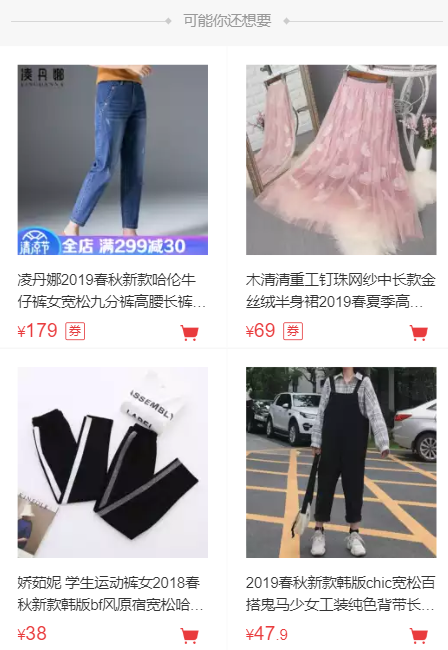 可能你还想要
凌丹娜
清凉节
全店 满299减30
凌丹娜2019春秋新款哈伦牛
仔裤女宽松九分裤高腰长裤…
¥179 券
木清清重工钉珠网纱中长款金
丝绒半身裙2019春夏季高…
¥69 券
ASSEMBLY
LABEL
娇茹妮 学生运动裤女2018春
秋新款韩版bf风原宿宽松哈…
¥38
2019春秋新款韩版chic宽松百
搭鬼马少女工装纯色背带长…
¥47.9